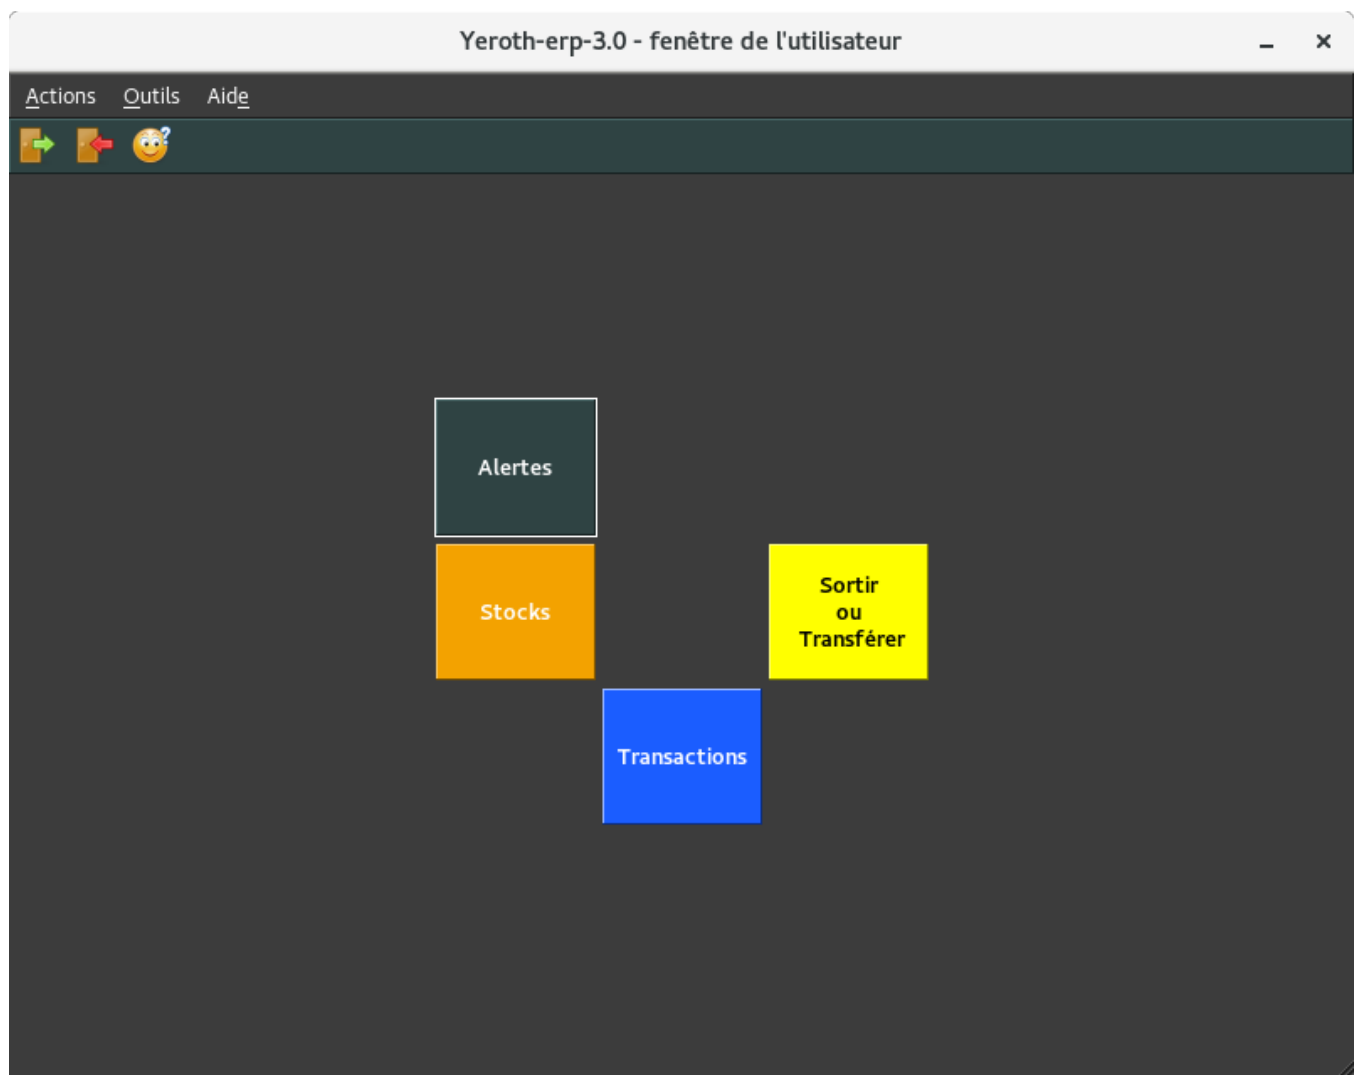 Yeroth-erp-3.0 - fenêtre de l'utilisateur
Actions Outils Aide
Alertes
Stocks
Sortir
ou
Transférer
Transactions